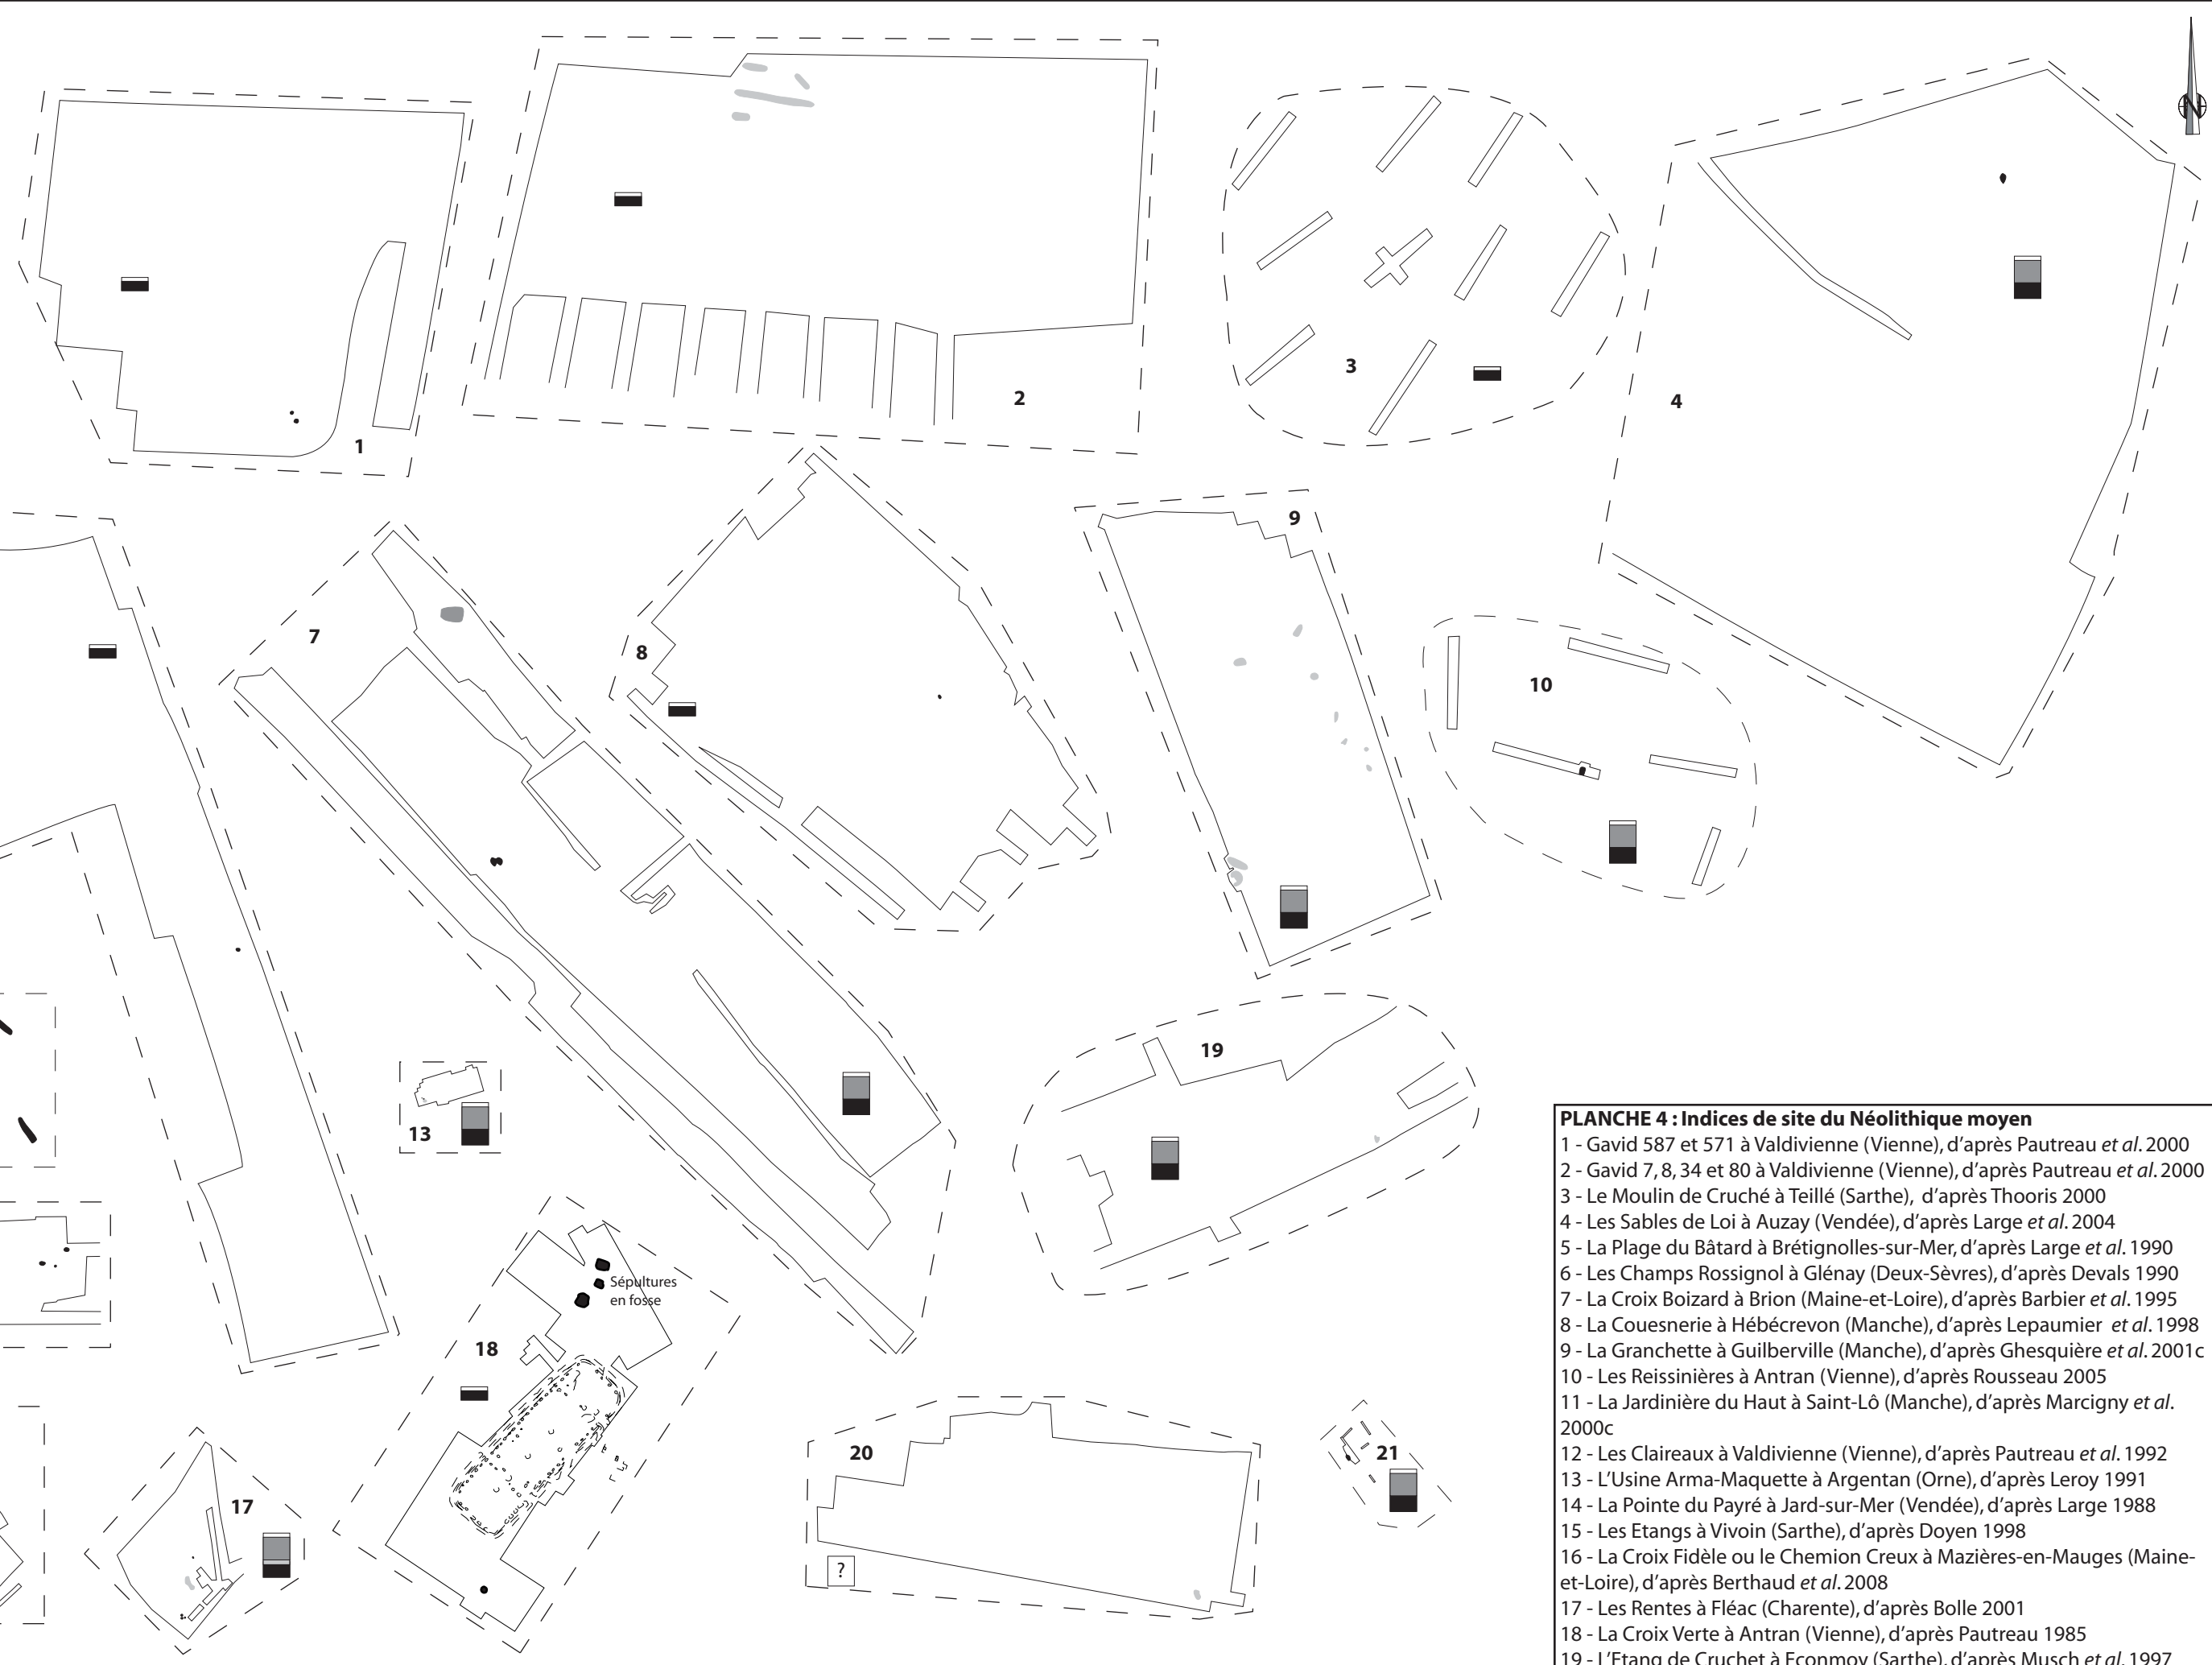 N
1
2
3
4
7
8
9
10
13
19
17
18
Sépultures
en fosse
20
?
21
PLANCHE 4 : Indices de site du Néolithique moyen
1 - Gavid 587 et 571 à Valdivienne (Vienne), d'après Pautreau et al. 2000
2 - Gavid 7, 8, 34 et 80 à Valdivienne (Vienne), d'après Pautreau et al. 2000
3 - Le Moulin de Cruché à Teillé (Sarthe), d'après Thooris 2000
4 - Les Sables de Loi à Auzay (Vendée), d'après Large et al. 2004
5 - La Plage du Bâtard à Brétignolles-sur-Mer, d'après Large et al. 1990
6 - Les Champs Rossignol à Glénay (Deux-Sèvres), d'après Devals 1990
7 - La Croix Boizard à Brion (Maine-et-Loire), d'après Barbier et al. 1995
8 - La Couesnerie à Hébécrevon (Manche), d'après Lepaumier et al. 1998
9 - La Granchette à Guilberville (Manche), d'après Ghesquière et al. 2001c
10 - Les Reissinières à Antran (Vienne), d'après Rousseau 2005
11 - La Jardinière du Haut à Saint-Lô (Manche), d'après Marcigny et al.
2000c
12 - Les Claireaux à Valdivienne (Vienne), d'après Pautreau et al. 1992
13 - L'Usine Arma-Maquette à Argentan (Orne), d'après Leroy 1991
14 - La Pointe du Payré à Jard-sur-Mer (Vendée), d'après Large 1988
15 - Les Etangs à Vivoin (Sarthe), d'après Doyen 1998
16 - La Croix Fidèle ou le Chemion Creux à Mazières-en-Mauges (Maine-
et-Loire), d'après Berthaud et al. 2008
17 - Les Rentes à Fléac (Charente), d'après Bolle 2001
18 - La Croix Verte à Antran (Vienne), d'après Pautreau 1985
19 - L'Etang de Cruchet à Econmoy (Sarthe), d'après Musch et al. 1997